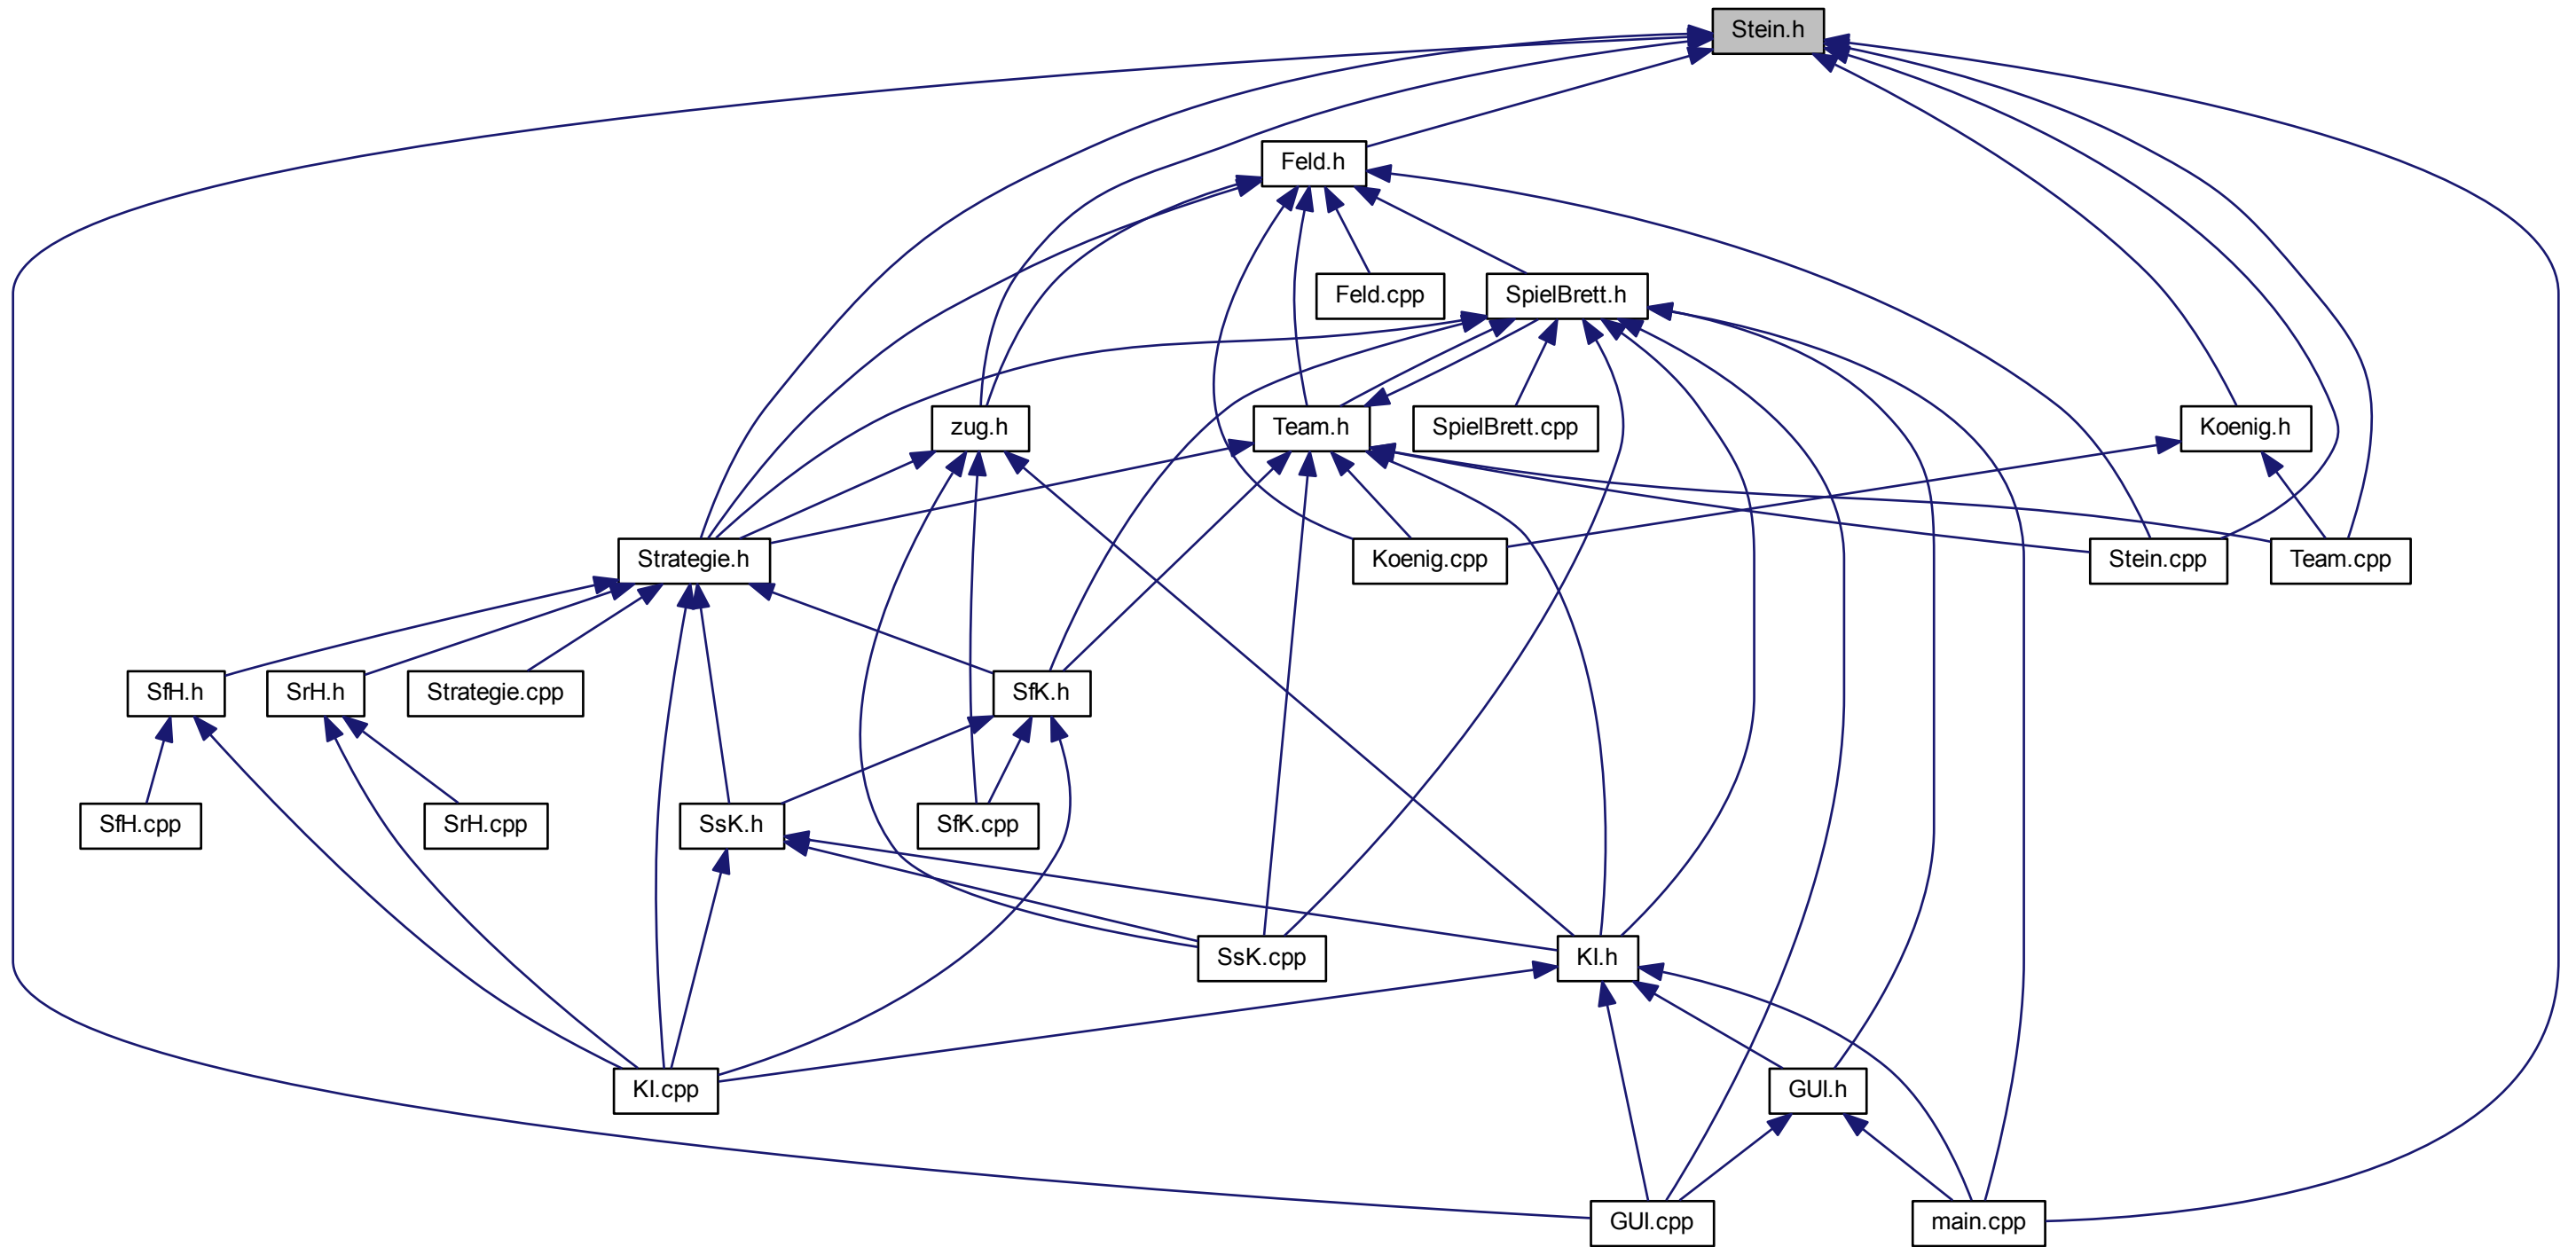 Stein.h
Feld.h
Feld.cpp
SpielBrett.h
zug.h
Team.h
SpielBrett.cpp
Koenig.h
Strategie.h
Koenig.cpp
Stein.cpp
Team.cpp
SfH.h
SrH.h
Strategie.cpp
SfK.h
SfH.cpp
SrH.cpp
SsK.h
SfK.cpp
SsK.cpp
KI.h
KI.cpp
GUI.h
GUI.cpp
main.cpp